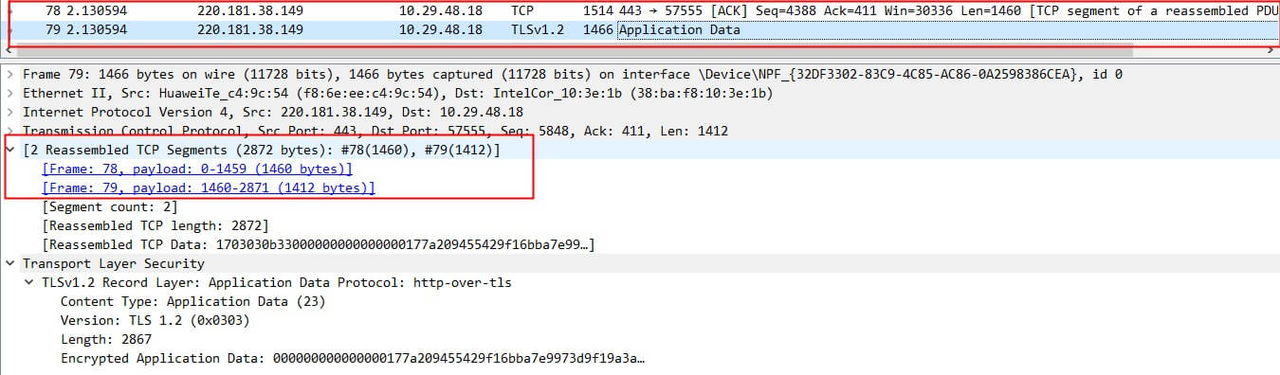 78 2.130594 220.181.38.149 10.29.48.18 TCP 1514 443 → 57555 [ACK] Seq=4388 Ack=411 Win=30336 Len=1460 [TCP segment of a reassembled PDU
79 2.130594 220.181.38.149 10.29.48.18 TLSv1.2 1466 Application Data
Frame 79: 1466 bytes on wire (11728 bits), 1466 bytes captured (11728 bits) on interface \Device\NPF_{32DF3302-83C9-4C85-AC86-0A2598386CEA}, id 0
Ethernet II, Src: HuaweiTe_c4:9c:54 (f8:6e:ee:c4:9c:54), Dst: IntelCor_10:3e:1b (38:ba:f8:10:3e:1b)
Internet Protocol Version 4, Src: 220.181.38.149, Dst: 10.29.48.18
Transmission Control Protocol, Src Port: 443, Dst Port: 57555, Seq: 5848, Ack: 411, Len: 1412
[2 Reassembled TCP Segments (2872 bytes): #78(1460), #79(1412)]
[Frame: 78, payload: 0-1459 (1460 bytes)]
[Frame: 79, payload: 1460-2871 (1412 bytes)]
[Segment count: 2]
[Reassembled TCP length: 2872]
[Reassembled TCP Data: 1703030b330000000000000000177a209455429f16bba7e99…]
Transport Layer Security
TLSv1.2 Record Layer: Application Data Protocol: http-over-tls
Content Type: Application Data (23)
Version: TLS 1.2 (0x0303)
Length: 2867
Encrypted Application Data: 000000000000000177a209455429f16bba7e9973d9f19a3a…